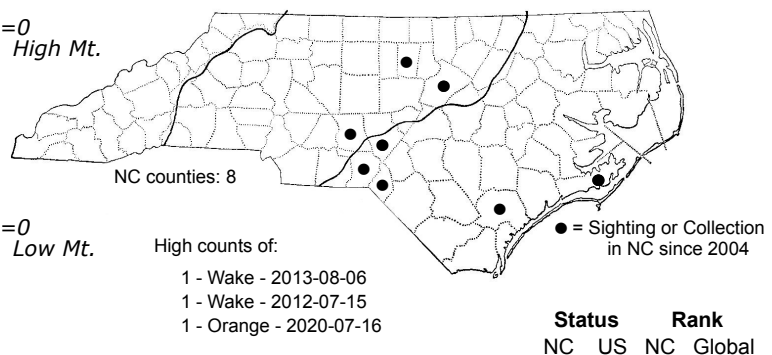 =0
High Mt.
NC counties: 8
=0
Low Mt.
High counts of:
1 - Wake - 2013-08-06
1 - Wake - 2012-07-15
1 - Orange - 2020-07-16
● = Sighting or Collection
in NC since 2004
Status Rank
NC US NC Global